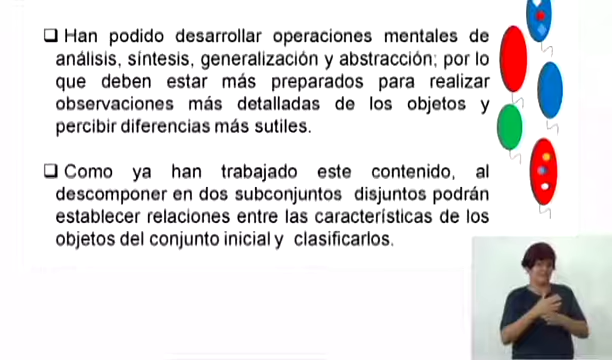 Han podido desarrollar operaciones mentales de
análisis, síntesis, generalización y abstracción; por lo
que deben estar más preparados para realizar
observaciones más detalladas de los objetos y
percibir diferencias más sutiles.
Como ya han trabajado este contenido, al
descomponer en dos subconjuntos disjuntos podrán
establecer relaciones entre las características de los
objetos del conjunto inicial y clasificarlos.